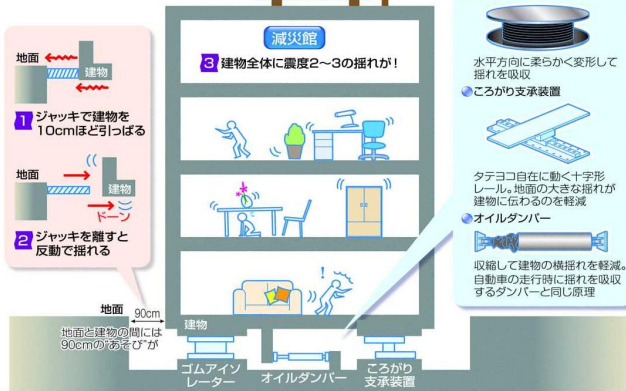 減災館
3 建物全体に震度2~3の揺れが!
地面
建物
1 ジャッキで建物を
10cmほど引っぱる
地面
建物
ドーン
2 ジャッキを離すと
反動で揺れる
地面
90cm
地面と建物の間には
90cmの"あそび"が
建物
ゴムアイソ
レーター
オイルダンパー
ころがり
支承装置
水平方向に柔らかく変形して
揺れを吸収
ころがり支承装置
タテヨコ自在に動く十字形
レール。地面の大きな揺れが
建物に伝わるのを軽減
オイルダンパー
収縮して建物の横揺れを軽減。
自動車の走行時に揺れを吸収
するダンパーと同じ原理